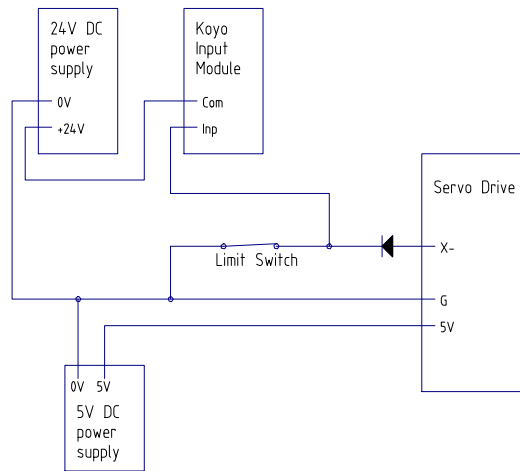 24V DC
power
supply
0V
+24V
Koyo
Input
Module
Com
Inp
Servo Drive
X-
G
5V
Limit Switch
0V 5V
5V DC
power
supply